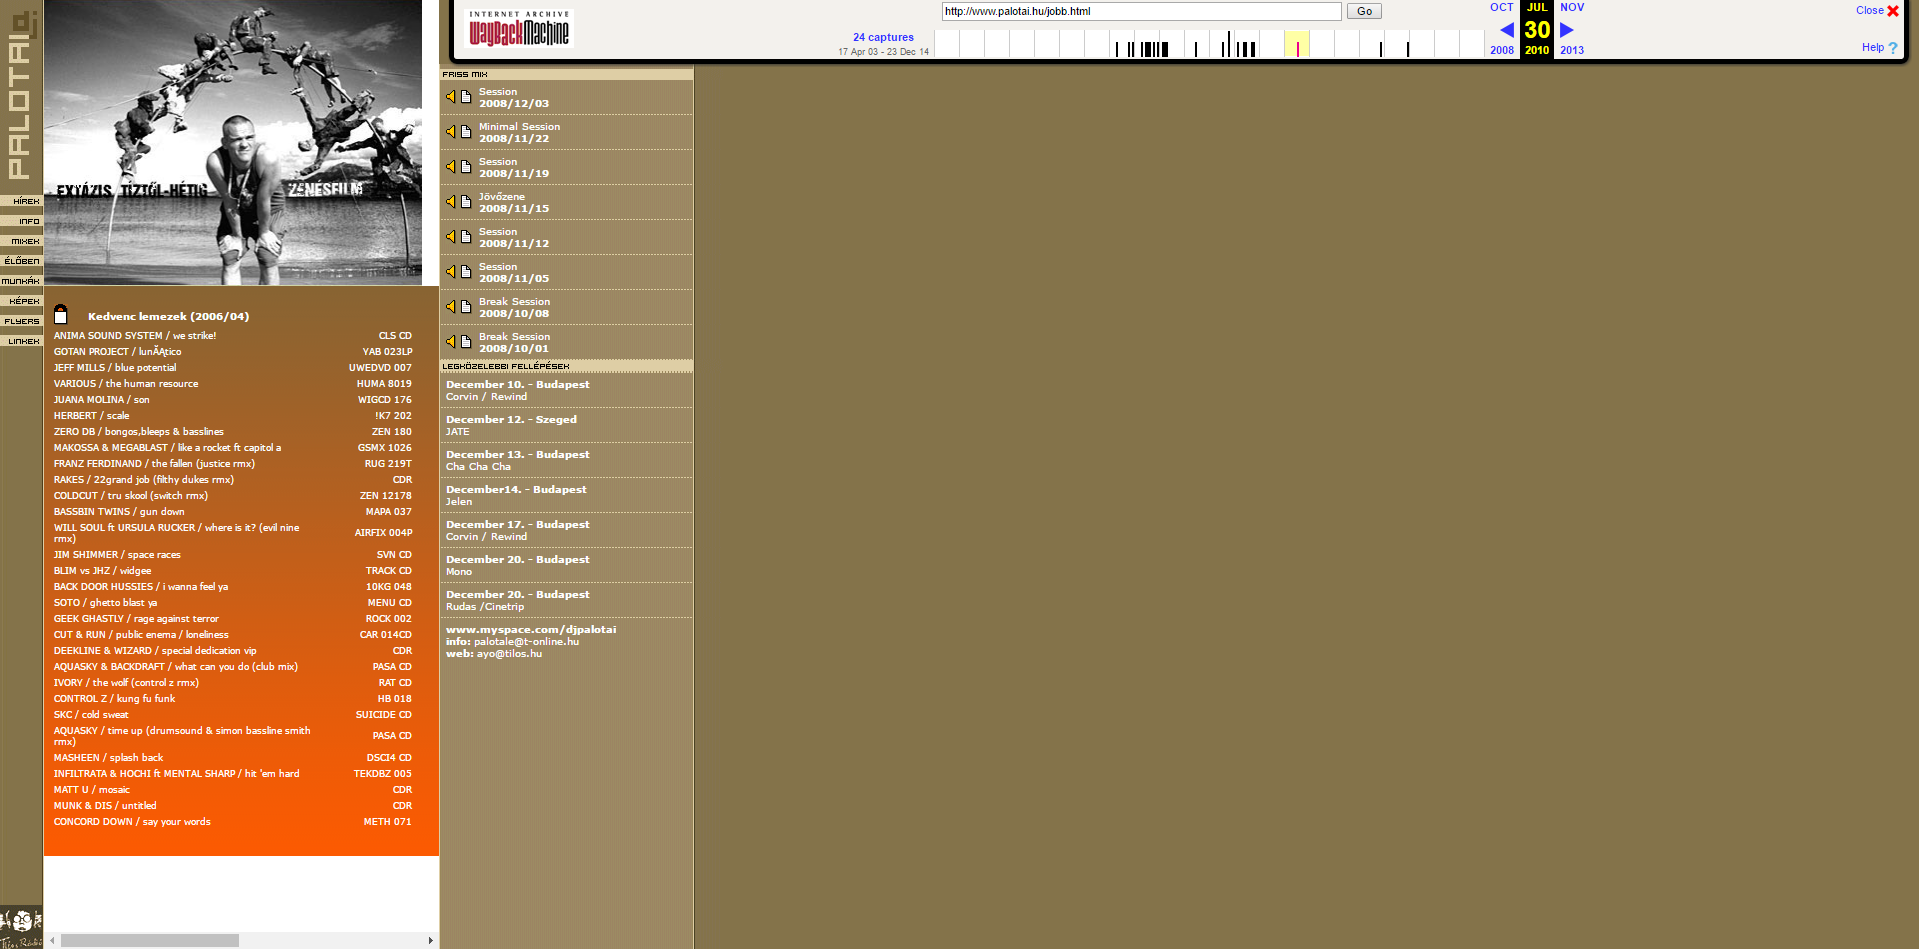 PALOTAI dj
HÍREK
INFO
MIXEK
ÉLŐBEN
MUNKÁK
KÉPEK
FLYERS
LINKEK
Tilos Rádió
EXTÁZIS TÍZTŐL-HÉTIG
ZENÉSFILM
Kedvenc lemezek (2006/04)
ANIMA SOUND SYSTEM / we strike! CLS CD
GOTAN PROJECT / lunĂĄtico YAB 023LP
JEFF MILLS / blue potential UWEDVD 007
VARIOUS / the human resource HUMA 8019
JUANA MOLINA / son WIGCD 176
HERBERT / scale !K7 202
ZERO DB / bongos,bleeps & basslines ZEN 180
MAKOSSA & MEGABLAST / like a rocket ft capitol a GSMX 1026
FRANZ FERDINAND / the fallen (justice rmx) RUG 219T
RAKES / 22grand job (filthy dukes rmx) CDR
COLDCUT / tru skool (switch rmx) ZEN 12178
BASSBIN TWINS / gun down MAPA 037
WILL SOUL ft URSULA RUCKER / where is it? (evil nine
rmx) AIRFIX 004P
JIM SHIMMER / space races SVN CD
BLIM vs JHZ / widgee TRACK CD
BACK DOOR HUSSIES / i wanna feel ya 10KG 048
SOTO / ghetto blast ya MENU CD
GEEK GHASTLY / rage against terror ROCK 002
CUT & RUN / public enema / loneliness CAR 014CD
DEEKLINE & WIZARD / special dedication vip CDR
AQUASKY & BACKDRAFT / what can you do (club mix) PASA CD
IVORY / the wolf (control z rmx) RAT CD
CONTROL Z / kung fu funk HB 018
SKC / cold sweat SUICIDE CD
AQUASKY / time up (drumsound & simon bassline smith
rmx) PASA CD
MASHEEN / splash back DSCI4 CD
INFILTRATA & HOCHI ft MENTAL SHARP / hit 'em hard TEKDBZ 005
MATT U / mosaic CDR
MUNK & DIS / untitled CDR
CONCORD DOWN / say your words METH 071
INTERNET ARCHIVE
WayBackMachine
http://www.palotai.hu/jobb.html
Go
24 captures
17 Apr 03 - 23 Dec 14
OCT JUL NOV
30
2008 2010 2013
Close
Help ?
FRISS MIX
Session
2008/12/03
Minimal Session
2008/11/22
Session
2008/11/19
Jövőzene
2008/11/15
Session
2008/11/12
Session
2008/11/05
Break Session
2008/10/08
Break Session
2008/10/01
LEGKÖZELEBBI FELLÉPÉSEK
December 10. - Budapest
Corvin / Rewind
December 12. - Szeged
JATE
December 13. - Budapest
Cha Cha Cha
December14. - Budapest
Jelen
December 17. - Budapest
Corvin / Rewind
December 20. - Budapest
Mono
December 20. - Budapest
Rudas /Cinetrip
www.myspace.com/djpalotai
info: palotale@t-online.hu
web: ayo@tilos.hu